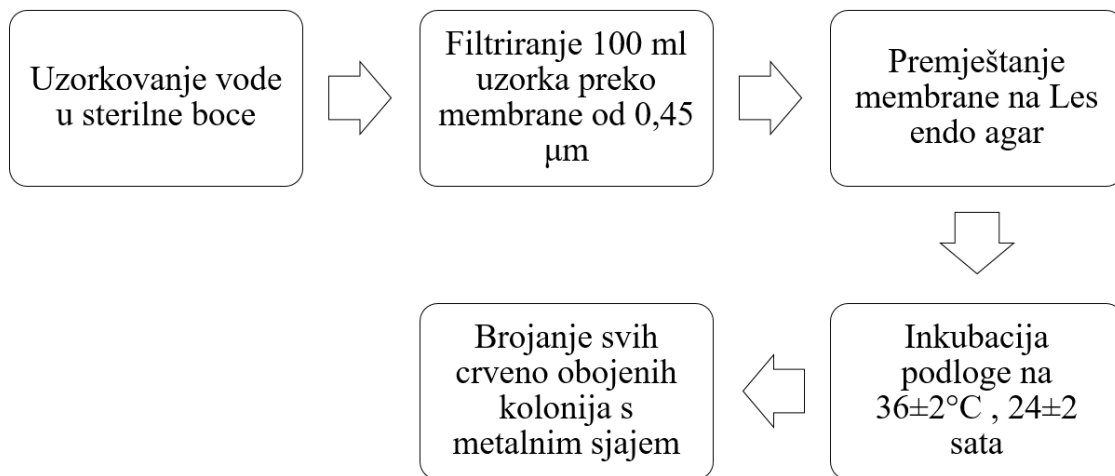 Uzorkovanje vode
u sterilne boce
Filtriranje 100 ml
uzorka preko
membrane od 0,45
μm
Premještanje
membrane na Les
endo agar
Inkubacija
podloge na
36±2°C , 24±2
sata
Brojanje svih
crveno obojenih
kolonija s
metalnim sjajem